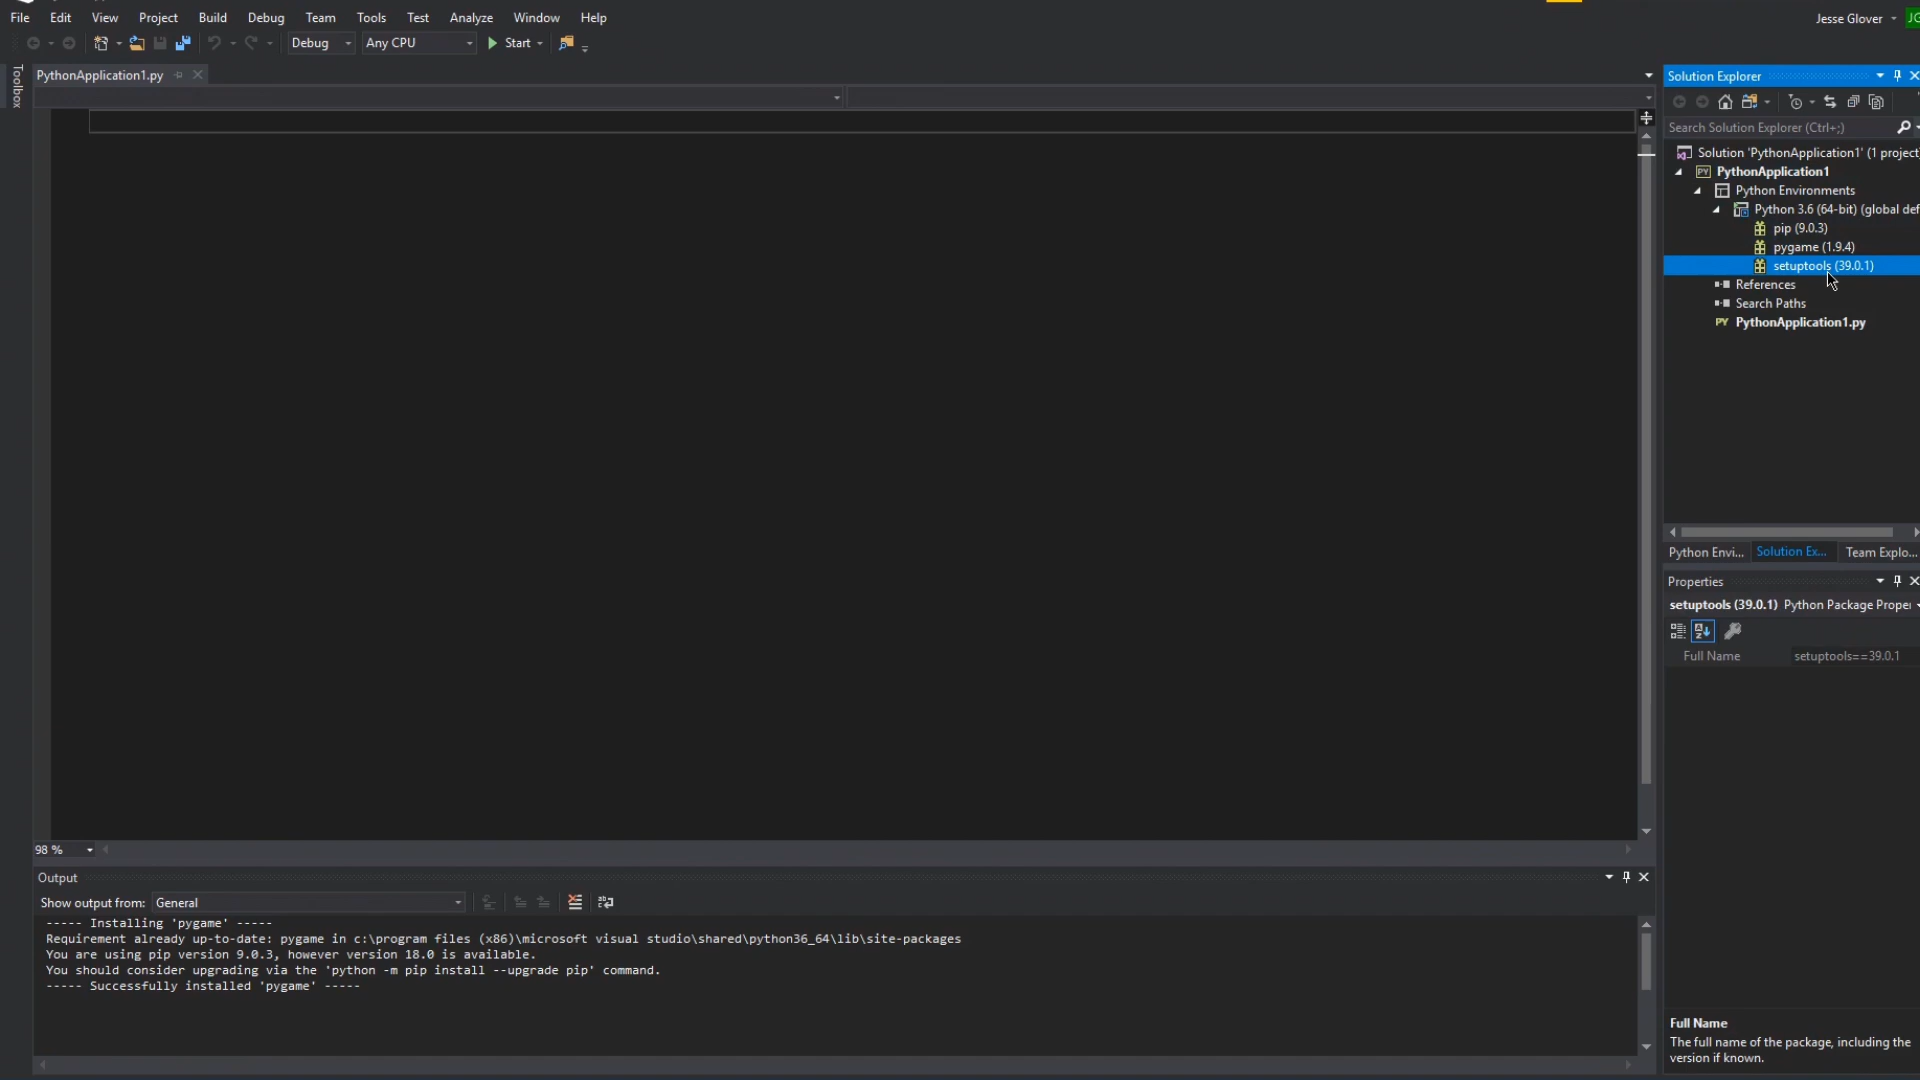 File Edit View Project Build Debug Team Tools Test Analyze Window Help
Jesse Glover JG
Debug Any CPU Start
Toolbox
PythonApplication1.py
Solution Explorer
Search Solution Explorer (Ctrl+;)
Solution 'PythonApplication1' (1 project
PythonApplication1
Python Environments
Python 3.6 (64-bit) (global def
pip (9.0.3)
pygame (1.9.4)
setuptools (39.0.1)
References
Search Paths
PythonApplication1.py
Python Envi... Solution Ex... Team Explo...
Properties
setuptools (39.0.1) Python Package Proper
Full Name setuptools==39.0.1
98 %
Output
Show output from: General
----- Installing 'pygame' -----
Requirement already up-to-date: pygame in c:\program files (x86)\microsoft visual studio\shared\python36_64\lib\site-packages
You are using pip version 9.0.3, however version 18.0 is available.
You should consider upgrading via the 'python -m pip install --upgrade pip' command.
----- Successfully installed 'pygame' -----
Full Name
The full name of the package, including the
version if known.